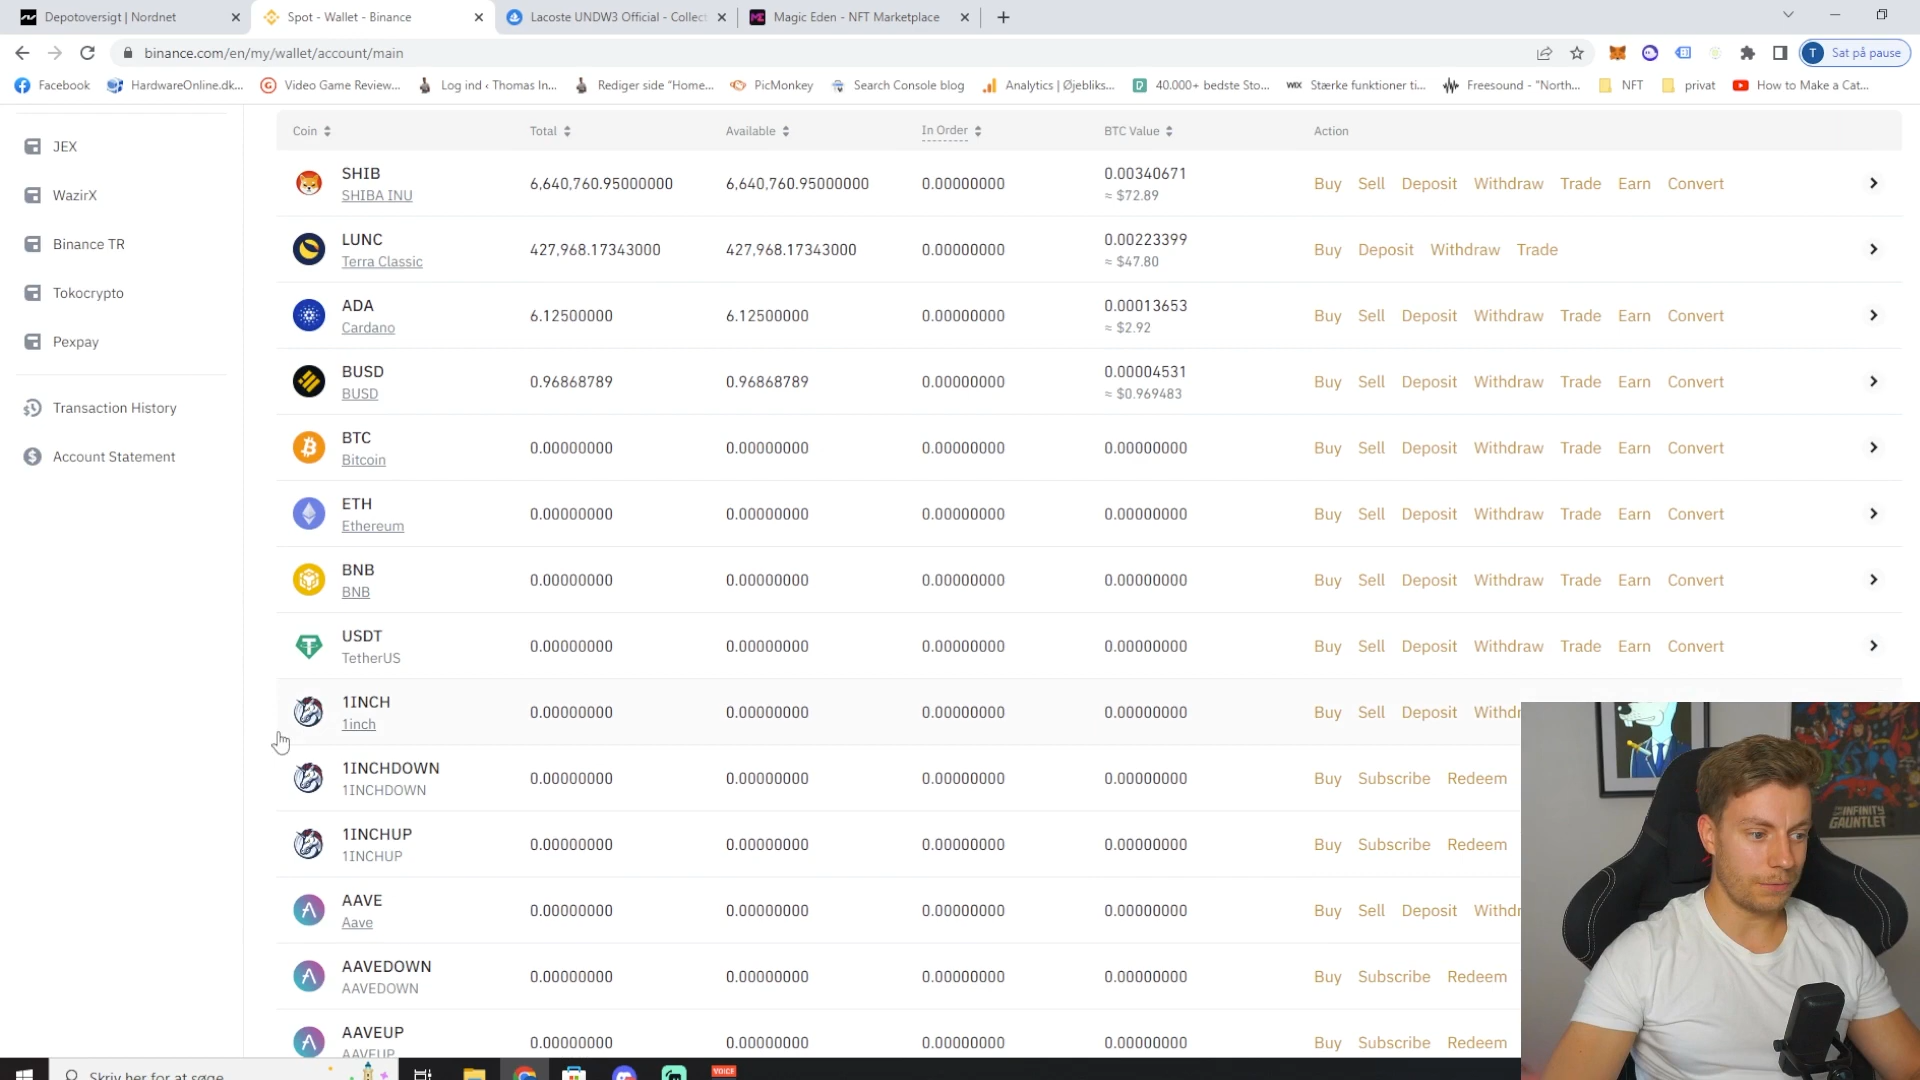 Depotoversigt | Nordnet
Spot - Wallet - Binance
Lacoste UNDW3 Official - Collect
Magic Eden - NFT Marketplace
binance.com/en/my/wallet/account/main
T Sat på pause
Facebook
HardwareOnline.dk...
Video Game Review...
Log ind ‹ Thomas In...
Rediger side "Home...
PicMonkey
Search Console blog
Analytics | Øjebliks...
40.000+ bedste Sto...
WIX Stærke funktioner ti...
Freesound - "North...
NFT
privat
How to Make a Cat...
JEX
WazirX
Binance TR
Tokocrypto
Pexpay
Transaction History
Account Statement
Coin Total Available In Order BTC Value Action
SHIB 6,640,760.95000000 6,640,760.95000000 0.00000000 0.00340671 Buy Sell Deposit Withdraw Trade Earn Convert
SHIBA INU ≈ $72.89
LUNC 427,968.17343000 427,968.17343000 0.00000000 0.00223399 Buy Deposit Withdraw Trade
Terra Classic ≈ $47.80
ADA 6.12500000 6.12500000 0.00000000 0.00013653 Buy Sell Deposit Withdraw Trade Earn Convert
Cardano ≈ $2.92
BUSD 0.96868789 0.96868789 0.00000000 0.00004531 Buy Sell Deposit Withdraw Trade Earn Convert
BUSD ≈ $0.969483
BTC 0.00000000 0.00000000 0.00000000 0.00000000 Buy Sell Deposit Withdraw Trade Earn Convert
Bitcoin
ETH 0.00000000 0.00000000 0.00000000 0.00000000 Buy Sell Deposit Withdraw Trade Earn Convert
Ethereum
BNB 0.00000000 0.00000000 0.00000000 0.00000000 Buy Sell Deposit Withdraw Trade Earn Convert
BNB
USDT 0.00000000 0.00000000 0.00000000 0.00000000 Buy Sell Deposit Withdraw Trade Earn Convert
TetherUS
1INCH 0.00000000 0.00000000 0.00000000 0.00000000 Buy Sell Deposit Withdr
1inch
1INCHDOWN 0.00000000 0.00000000 0.00000000 0.00000000 Buy Subscribe Redeem
1INCHDOWN
1INCHUP 0.00000000 0.00000000 0.00000000 0.00000000 Buy Subscribe Redeem
1INCHUP
AAVE 0.00000000 0.00000000 0.00000000 0.00000000 Buy Sell Deposit Withdr
Aave
AAVEDOWN 0.00000000 0.00000000 0.00000000 0.00000000 Buy Subscribe Redeem
AAVEDOWN
AAVEUP 0.00000000 0.00000000 0.00000000 0.00000000 Buy Subscribe Redeem
AAVEUP
INFINITY
GAUNTLET
Skriv her for at søge
VOICE